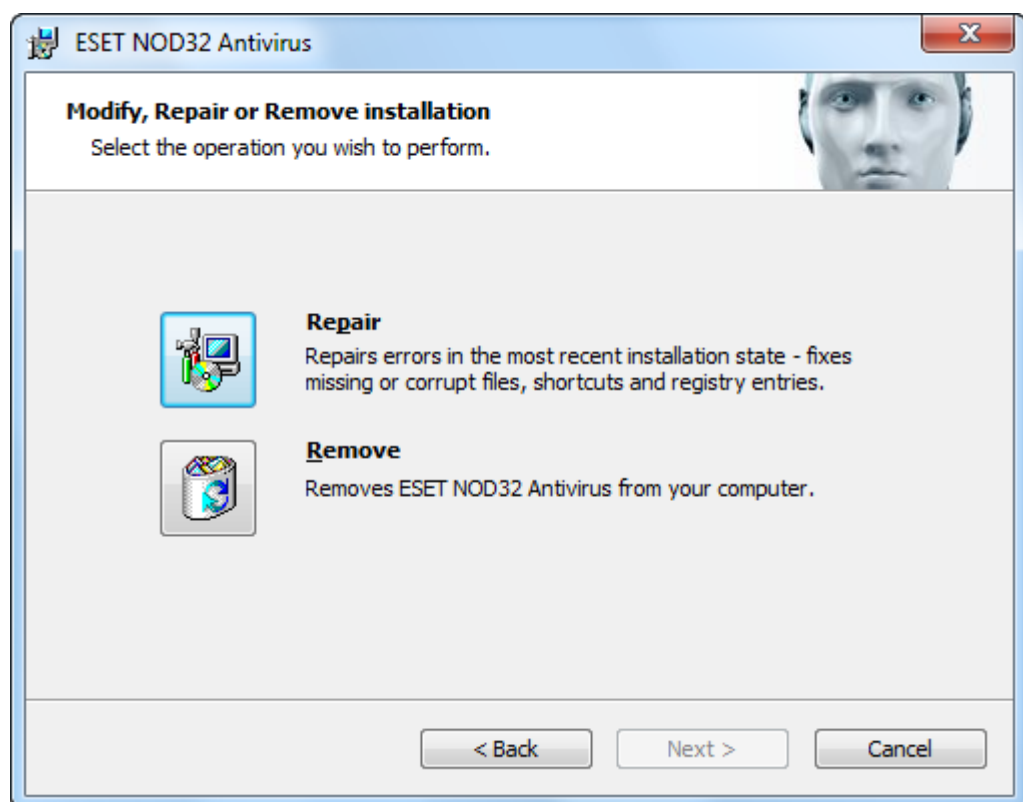 ESET NOD32 Antivirus
Modify, Repair or Remove installation
Select the operation you wish to perform.
Repair
Repairs errors in the most recent installation state - fixes
missing or corrupt files, shortcuts and registry entries.
Remove
Removes ESET NOD32 Antivirus from your computer.
< Back
Next >
Cancel